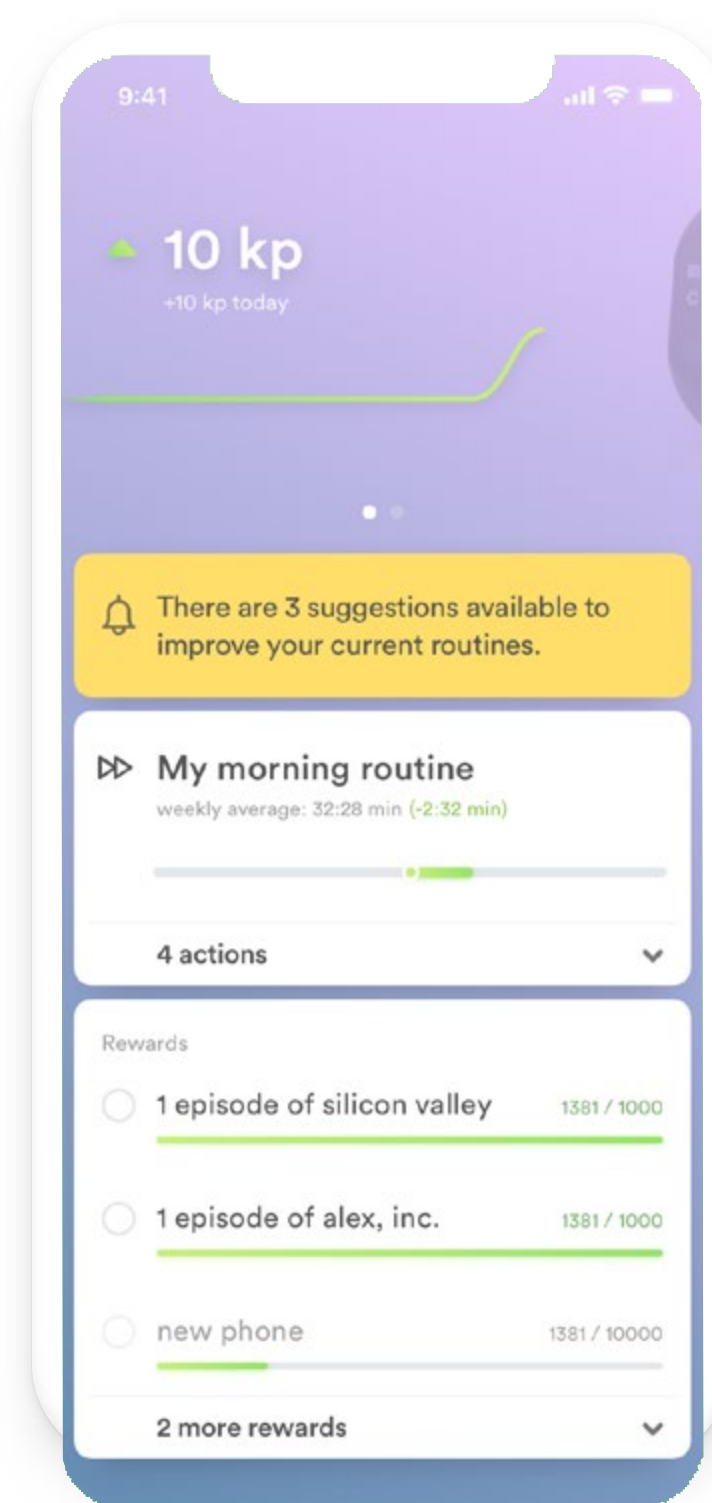 9:41
10 kp
+10 kp today
There are 3 suggestions available to
improve your current routines.
My morning routine
weekly average: 32:28 min (-2:32 min)
4 actions
Rewards
1 episode of silicon valley 1381 / 1000
1 episode of alex, inc. 1381 / 1000
new phone 1381 / 10000
2 more rewards